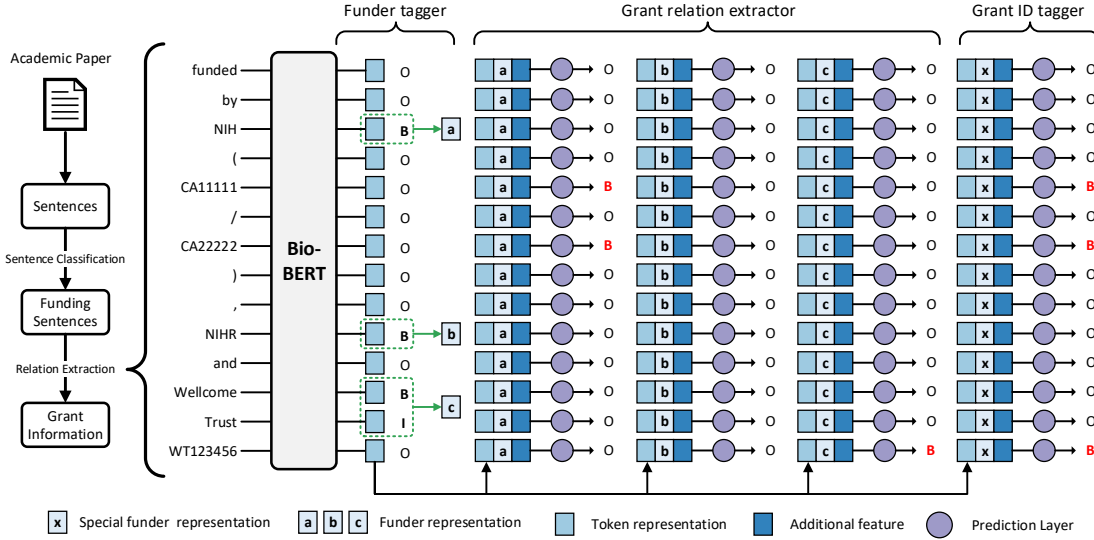 Funder tagger Grant relation extractor Grant ID tagger
Academic Paper
funded O a O b O c O x O
by O a O b O c O x O
NIH B a a O b O c O x O
( O a O b O c O x O
CA11111 O a B b O c O x B
/ O a O b O c O x O
CA22222 O a B b O c O x B
) O a O b O c O x O
, O a O b O c O x O
NIHR B b a O b O c O x O
and O a O b O c O x O
Wellcome B a O b O c O x O
c
Trust I a O b O c O x O
WT123456 O a O b O c B x B
Sentences
Sentence Classification
Funding
Sentences
Relation Extraction
Grant
Information
Bio-
BERT
x Special funder representation a b c Funder representation Token representation Additional feature Prediction Layer